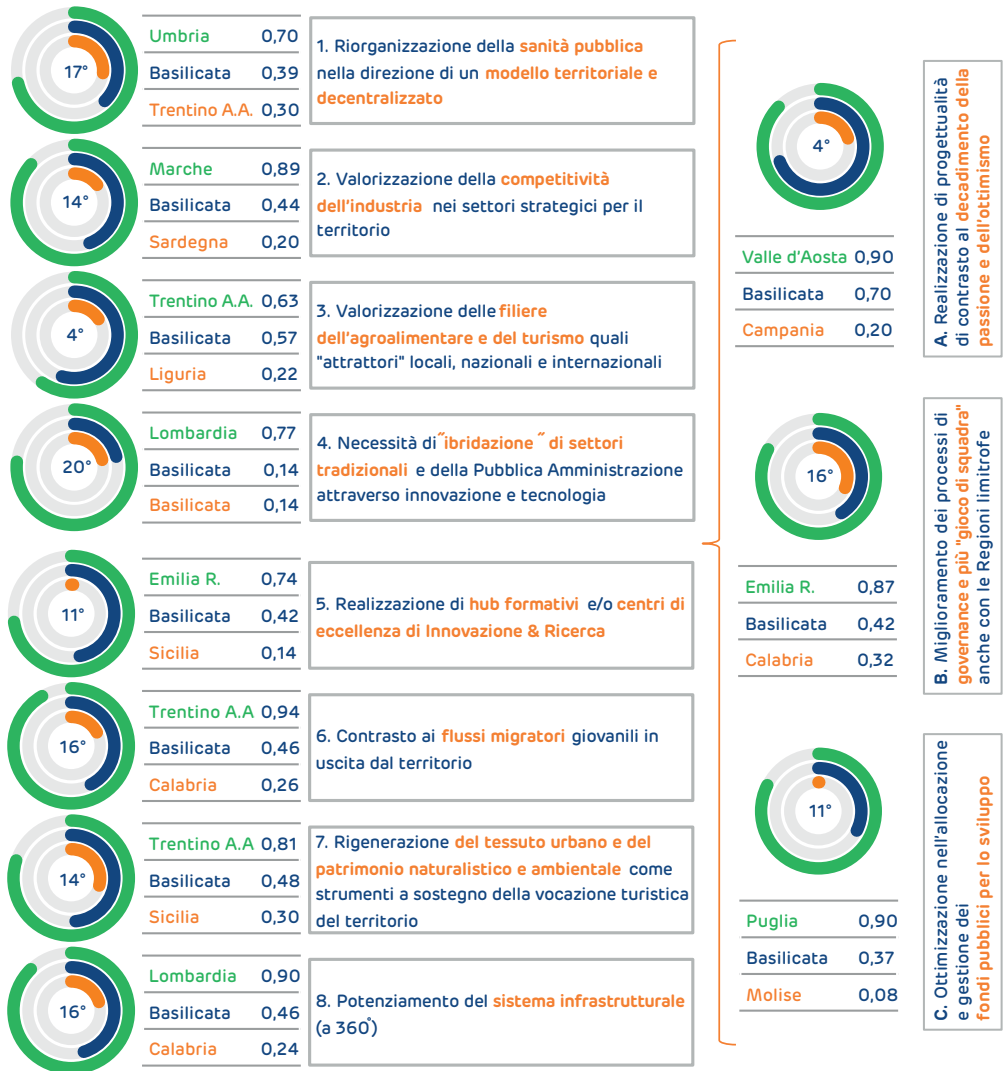 17°
Umbria 0,70
Basilicata 0,39
Trentino A.A. 0,30
1. Riorganizzazione della sanità pubblica
nella direzione di un modello territoriale e
decentralizzato
14°
Marche 0,89
Basilicata 0,44
Sardegna 0,20
2. Valorizzazione della competitività
dell'industria nei settori strategici per il
territorio
4°
Trentino A.A. 0,63
Basilicata 0,57
Liguria 0,22
3. Valorizzazione delle filiere
dell'agroalimentare e del turismo quali
"attrattori" locali, nazionali e internazionali
20°
Lombardia 0,77
Basilicata 0,14
Basilicata 0,14
4. Necessità di ˝ibridazione ˝ di settori
tradizionali e della Pubblica Amministrazione
attraverso innovazione e tecnologia
11°
Emilia R. 0,74
Basilicata 0,42
Sicilia 0,14
5. Realizzazione di hub formativi e/o centri di
eccellenza di Innovazione & Ricerca
16°
Trentino A.A 0,94
Basilicata 0,46
Calabria 0,26
6. Contrasto ai flussi migratori giovanili in
uscita dal territorio
14°
Trentino A.A 0,81
Basilicata 0,48
Sicilia 0,30
7. Rigenerazione del tessuto urbano e del
patrimonio naturalistico e ambientale come
strumenti a sostegno della vocazione turistica
del territorio
16°
Lombardia 0,90
Basilicata 0,46
Calabria 0,24
8. Potenziamento del sistema infrastrutturale
(a 360°)
4°
Valle d'Aosta 0,90
Basilicata 0,70
Campania 0,20
A. Realizzazione di progettualità
di contrasto al decadimento della
passione e dell'ottimismo
16°
Emilia R. 0,87
Basilicata 0,42
Calabria 0,32
B. Miglioramento dei processi di
governance e più "gioco di squadra"
anche con le Regioni limitrofe
11°
Puglia 0,90
Basilicata 0,37
Molise 0,08
C. Ottimizzazione nell'allocazione
e gestione dei
fondi pubblici per lo sviluppo